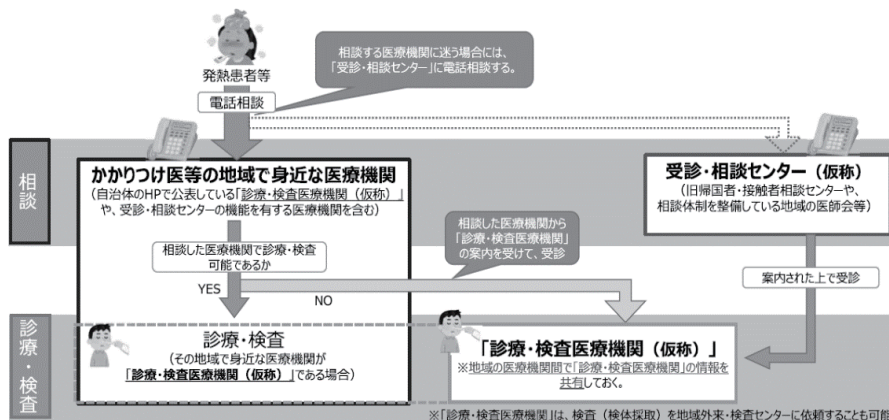 相談する医療機関に迷う場合には、
「受診・相談センター」に電話相談する。
発熱患者等
電話相談
相談
かかりつけ医等の地域で身近な医療機関
（自治体のHPで公表している「診療・検査医療機関（仮称）」
や、受診・相談センターの機能を有する医療機関を含む）
受診・相談センター（仮称）
（旧帰国者・接触者相談センターや、
相談体制を整備している地域の医師会等）
相談した医療機関で診療・検査
可能であるか
相談した医療機関から
「診療・検査医療機関」
の案内を受けて、受診
案内された上で受診
YES
NO
診療・検査
診療・検査
（その地域で身近な医療機関が
「診療・検査医療機関（仮称）」である場合）
「診療・検査医療機関（仮称）」
※地域の医療機関間で「診療・検査医療機関」の情報を
共有しておく。
※「診療・検査医療機関」は、検査（検体採取）を地域外来・検査センターに依頼することも可能